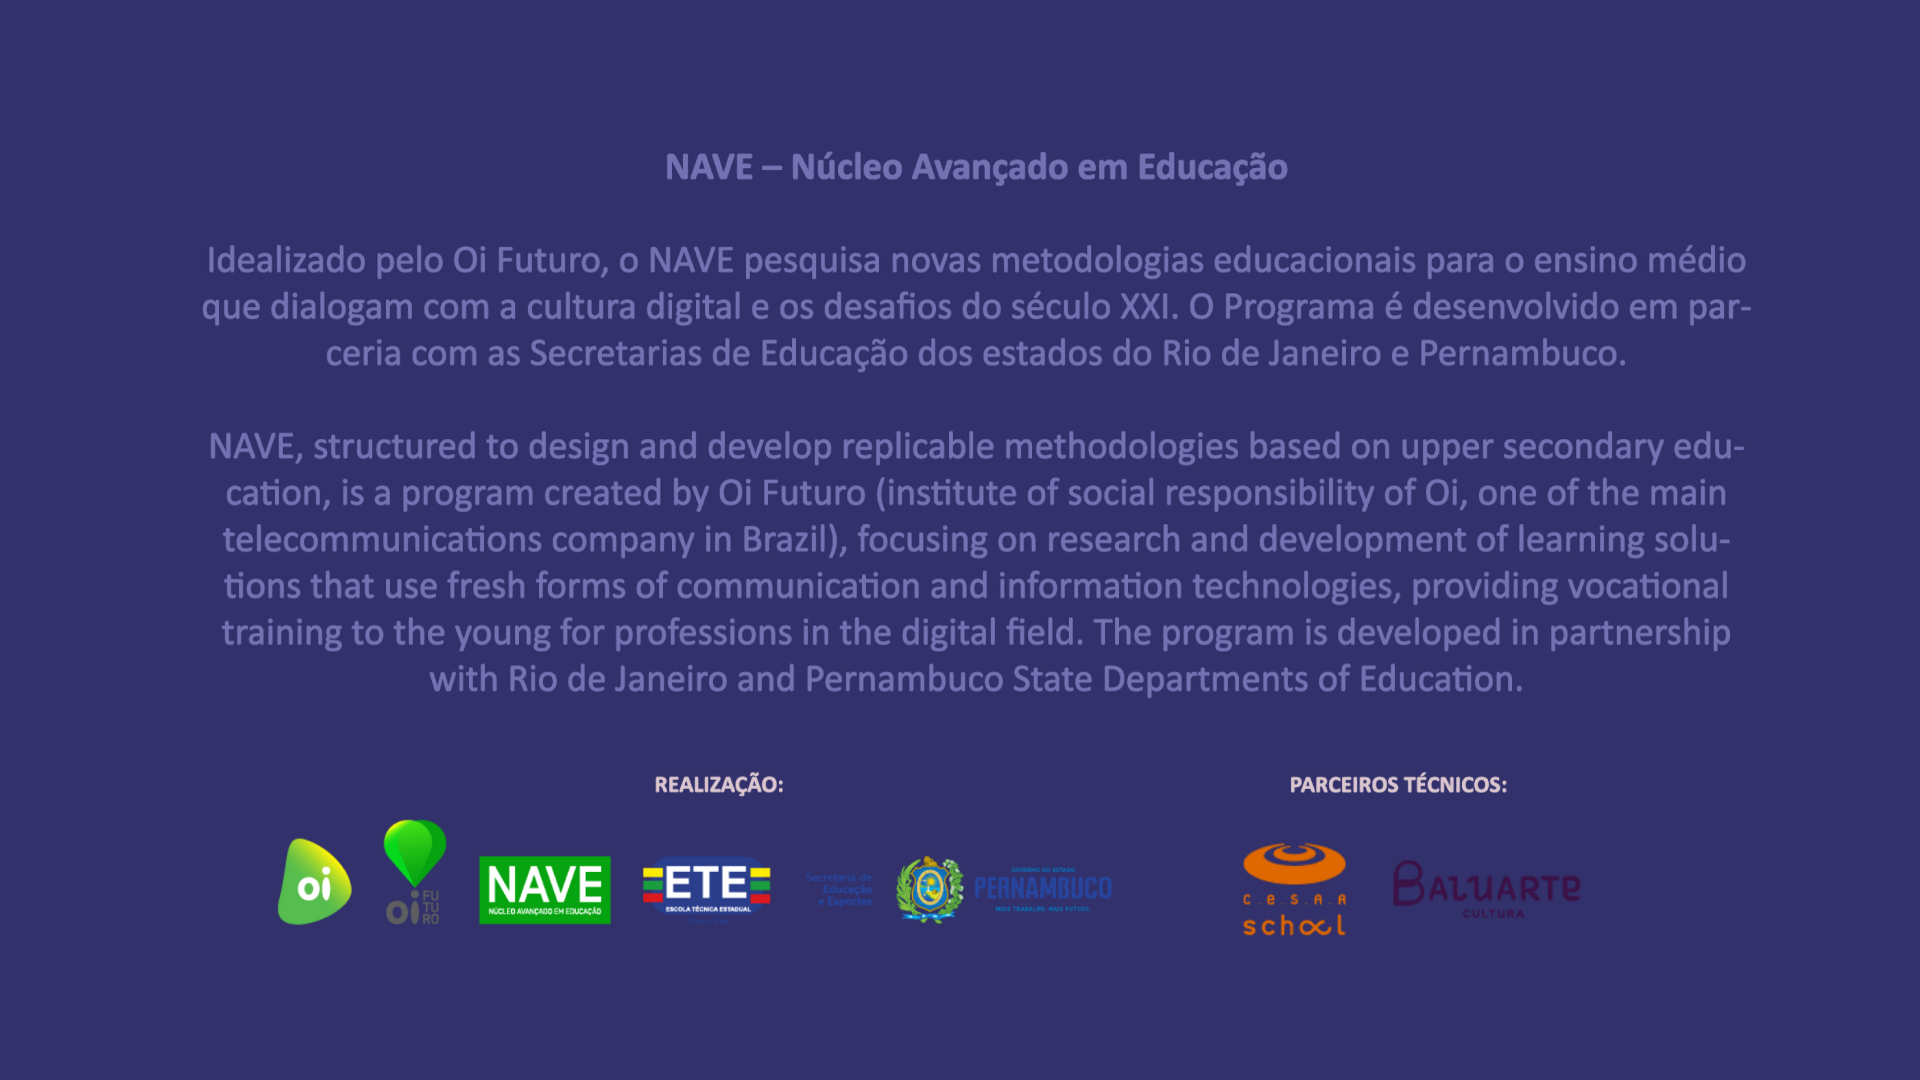 NAVE – Núcleo Avançado em Educação
Idealizado pelo Oi Futuro, o NAVE pesquisa novas metodologias educacionais para o ensino médio
que dialogam com a cultura digital e os desafios do século XXI. O Programa é desenvolvido em par-
ceria com as Secretarias de Educação dos estados do Rio de Janeiro e Pernambuco.
NAVE, structured to design and develop replicable methodologies based on upper secondary edu-
cation, is a program created by Oi Futuro (institute of social responsibility of Oi, one of the main
telecommunications company in Brazil), focusing on research and development of learning solu-
tions that use fresh forms of communication and information technologies, providing vocational
training to the young for professions in the digital field. The program is developed in partnership
with Rio de Janeiro and Pernambuco State Departments of Education.
REALIZAÇÃO:
oi
oi FU
TU
RO
NAVE
NÚCLEO AVANÇADO EM EDUCAÇÃO
ETE
ESCOLA TÉCNICA ESTADUAL
Secretaria de
Educação
e Esportes
GOVERNO DO ESTADO
PERNAMBUCO
MAIS TRABALHO, MAIS FUTURO
PARCEIROS TÉCNICOS:
C.e.S.A.R
school
BALUARTE
CULTURA